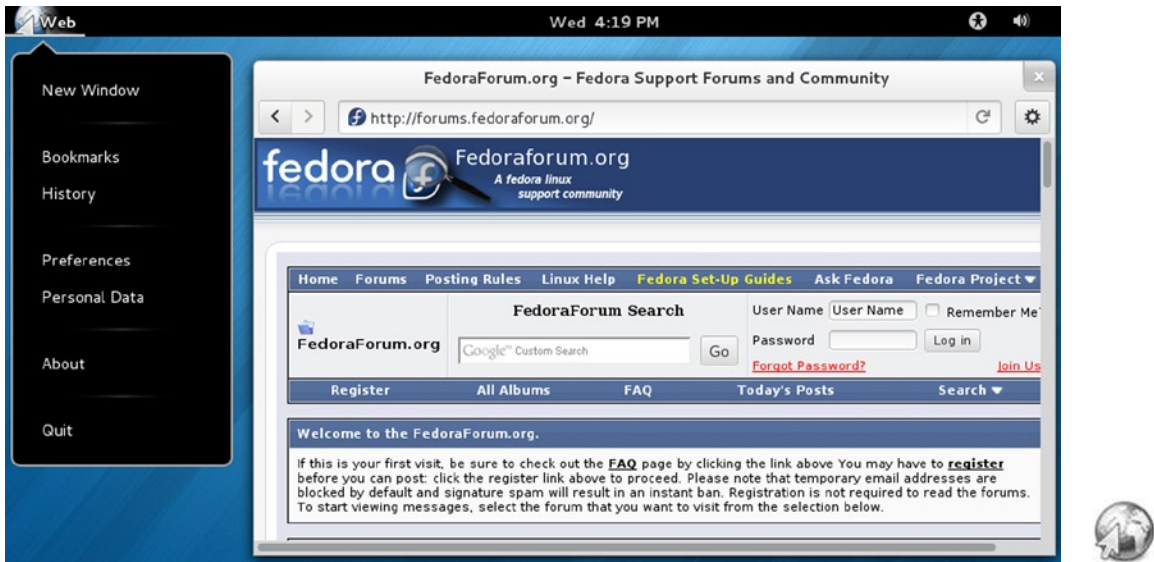 Web
Wed 4:19 PM
New Window
Bookmarks
History
Preferences
Personal Data
About
Quit
FedoraForum.org – Fedora Support Forums and Community
http://forums.fedoraforum.org/
fedora
Fedoraforum.org
A fedora linux
support community
Home Forums Posting Rules Linux Help Fedora Set-Up Guides Ask Fedora Fedora Project
FedoraForum.org
FedoraForum Search
Google™ Custom Search
Go
User Name User Name Remember Me?
Password Log in
Forgot Password? Join Us
Register All Albums FAQ Today's Posts Search
Welcome to the FedoraForum.org.
If this is your first visit, be sure to check out the FAQ page by clicking the link above You may have to register
before you can post: click the register link above to proceed. Please note that temporary email addresses are
blocked by default and signature spam will result in an instant ban. Registration is not required to read the forums.
To start viewing messages, select the forum that you want to visit from the selection below.